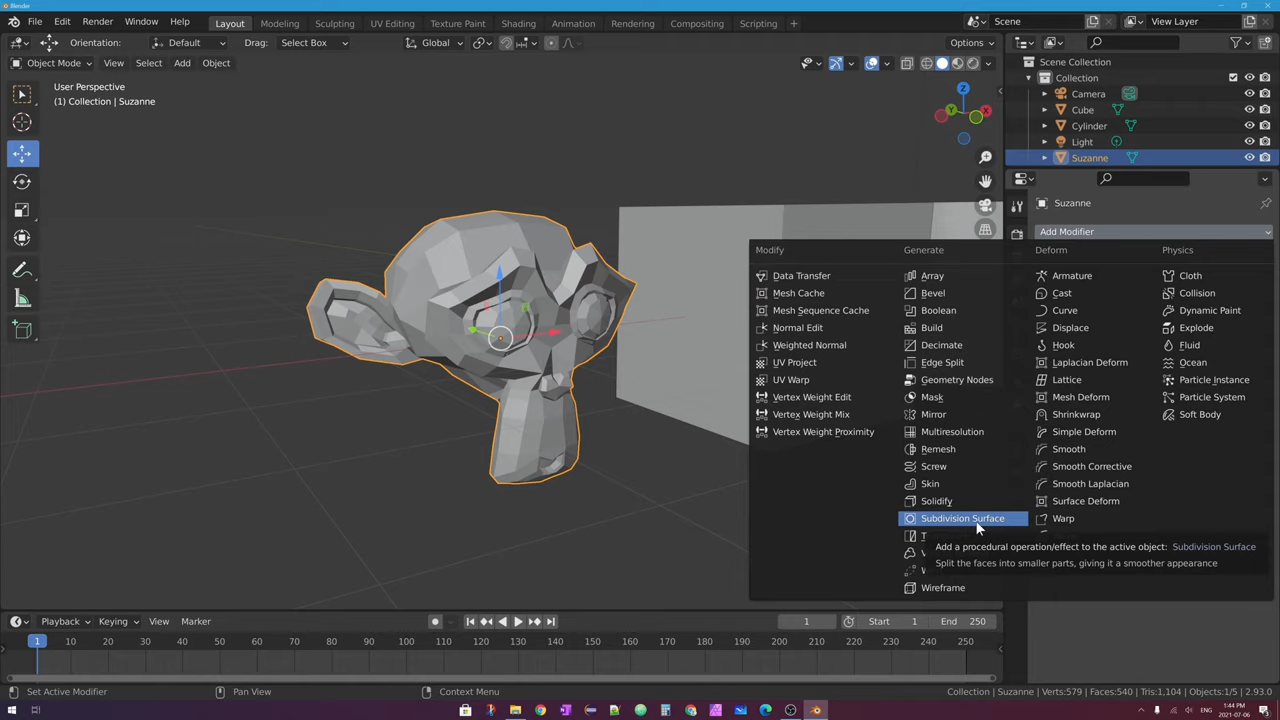 Blender
File Edit Render Window Help Layout Modeling Sculpting UV Editing Texture Paint Shading Animation Rendering Compositing Scripting + Scene View Layer
Orientation: Default Drag: Select Box Global Options
Object Mode View Select Add Object
User Perspective
(1) Collection | Suzanne
Z
Y X
Scene Collection
Collection
Camera
Cube
Cylinder
Light
Suzanne
Suzanne
Add Modifier
Modify
Data Transfer
Mesh Cache
Mesh Sequence Cache
Normal Edit
Weighted Normal
UV Project
UV Warp
Vertex Weight Edit
Vertex Weight Mix
Vertex Weight Proximity
Generate
Array
Bevel
Boolean
Build
Decimate
Edge Split
Geometry Nodes
Mask
Mirror
Multiresolution
Remesh
Screw
Skin
Solidify
Subdivision Surface
Wireframe
Deform
Armature
Cast
Curve
Displace
Hook
Laplacian Deform
Lattice
Mesh Deform
Shrinkwrap
Simple Deform
Smooth
Smooth Corrective
Smooth Laplacian
Surface Deform
Warp
Physics
Cloth
Collision
Dynamic Paint
Explode
Fluid
Ocean
Particle Instance
Particle System
Soft Body
Add a procedural operation/effect to the active object: Subdivision Surface
Split the faces into smaller parts, giving it a smoother appearance
Playback Keying View Marker 1 Start 1 End 250
1 10 20 30 40 50 60 70 80 90 100 110 120 130 140 150 160 170 180 190 200 210 220 230 240 250
Set Active Modifier Pan View Context Menu Collection | Suzanne | Verts:579 | Faces:540 | Tris:1,104 | Objects:1/5 | 2.93.0
1:44 PM
2021-07-06